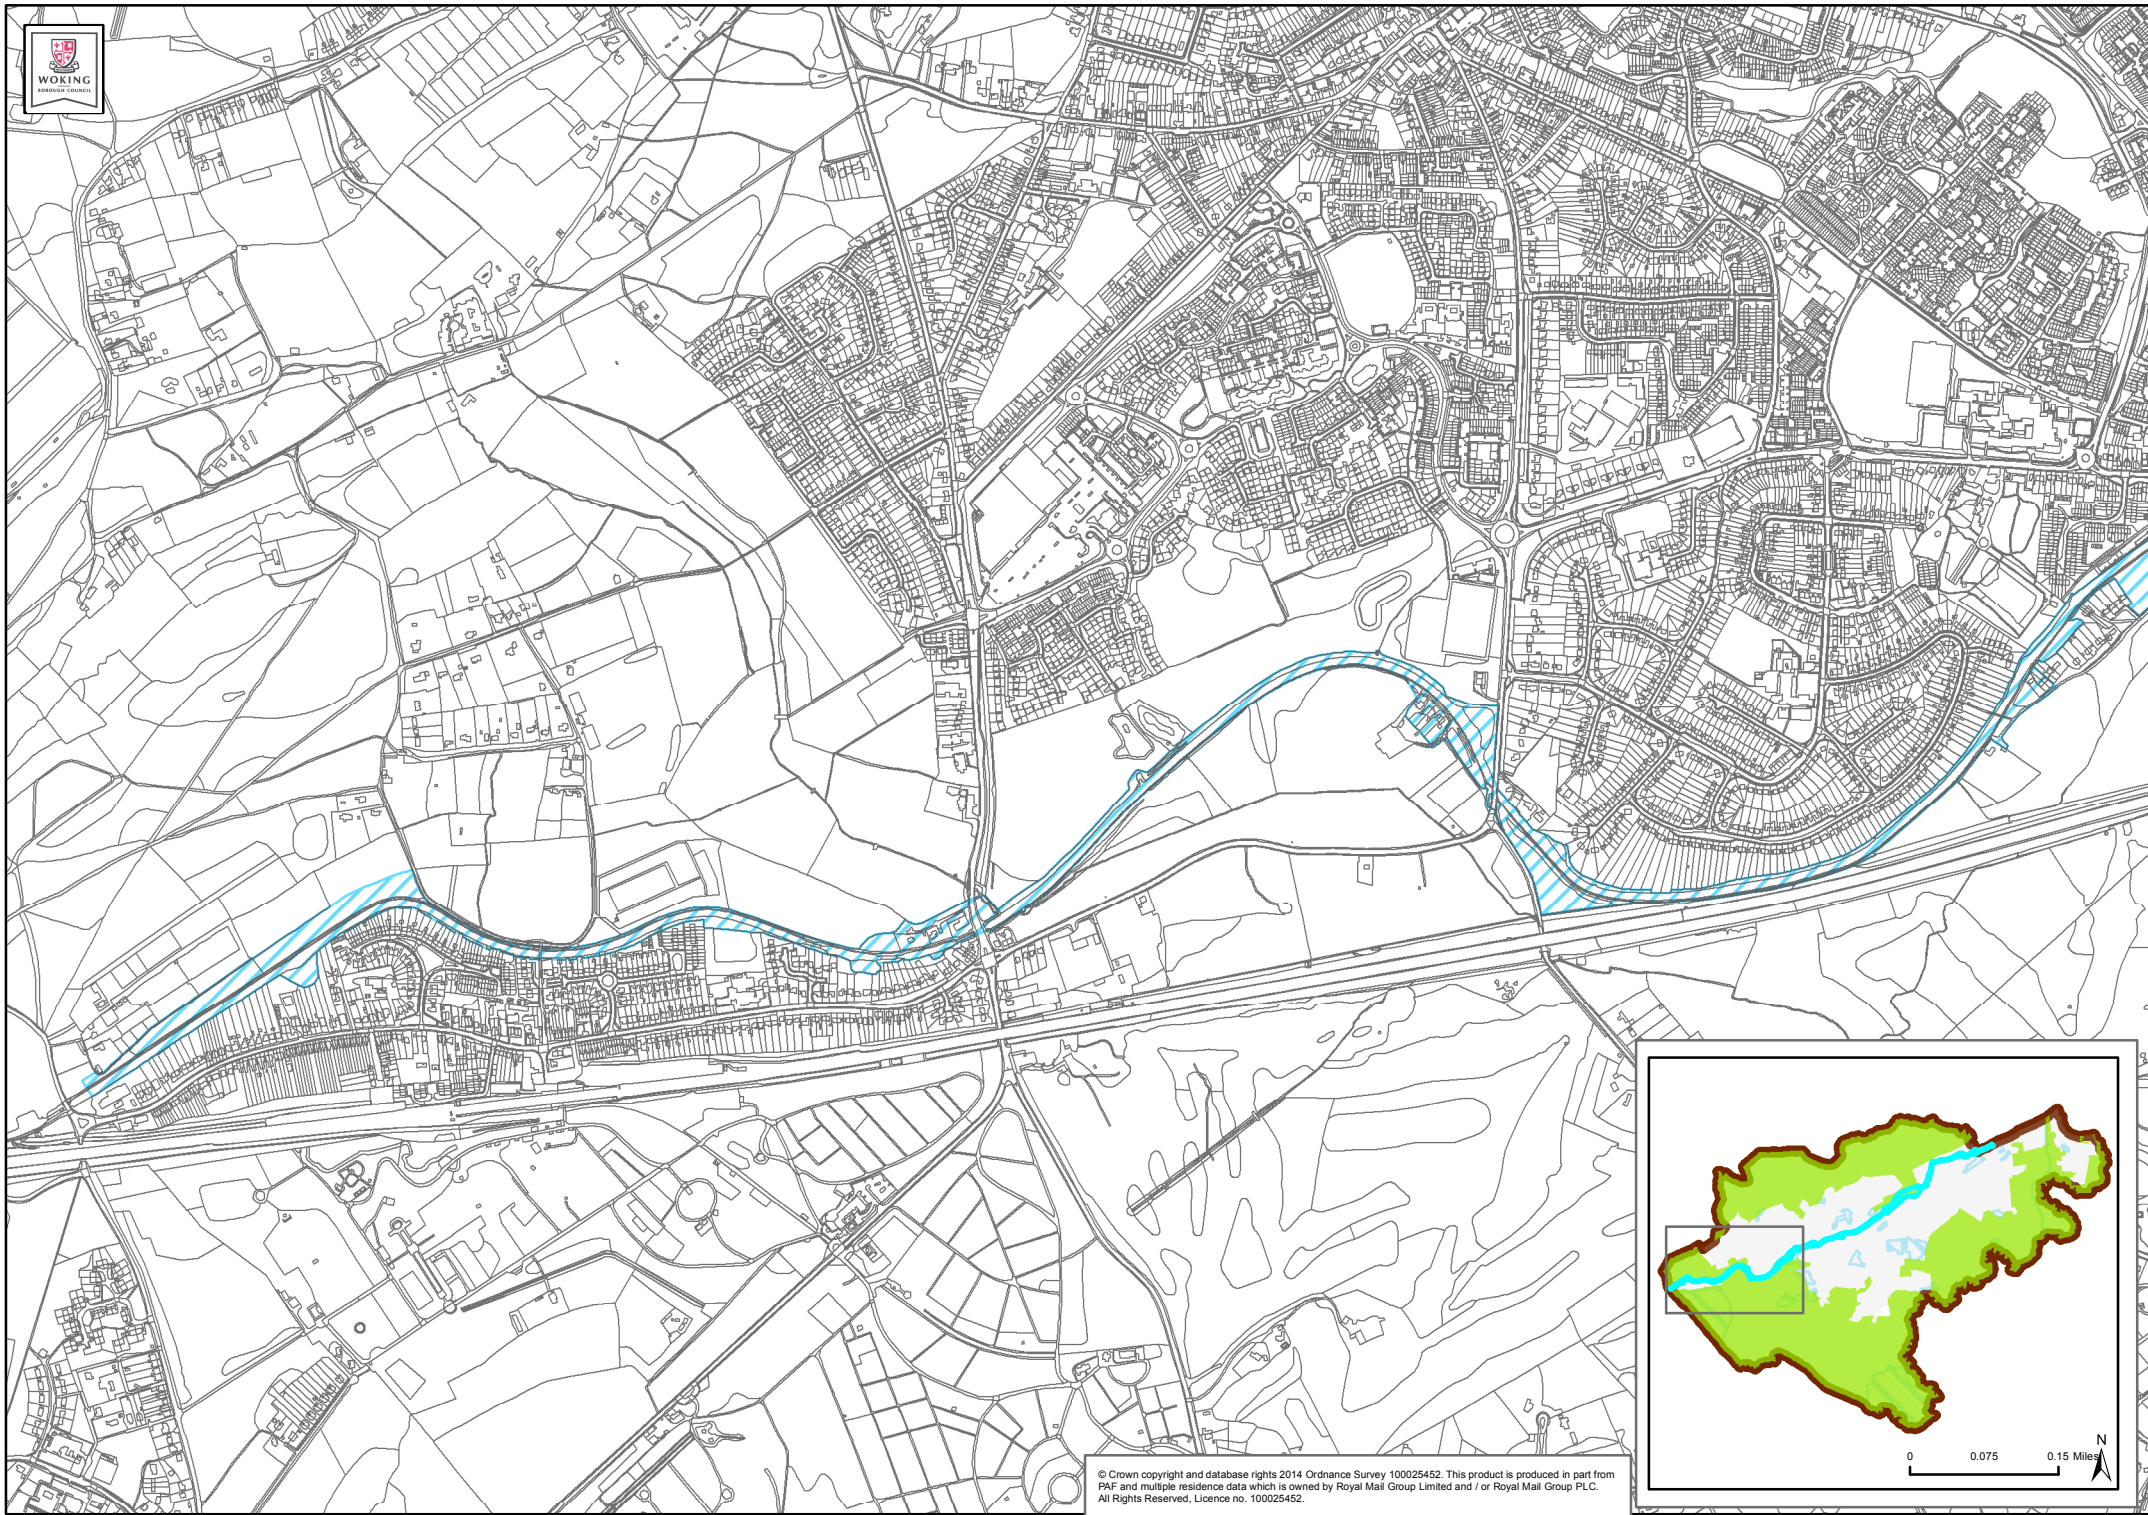 WOKING
BOROUGH COUNCIL
N
0 0.075 0.15 Miles
© Crown copyright and database rights 2014 Ordnance Survey 100025452. This product is produced in part from
PAF and multiple residence data which is owned by Royal Mail Group Limited and / or Royal Mail Group PLC.
All Rights Reserved, Licence no. 100025452.